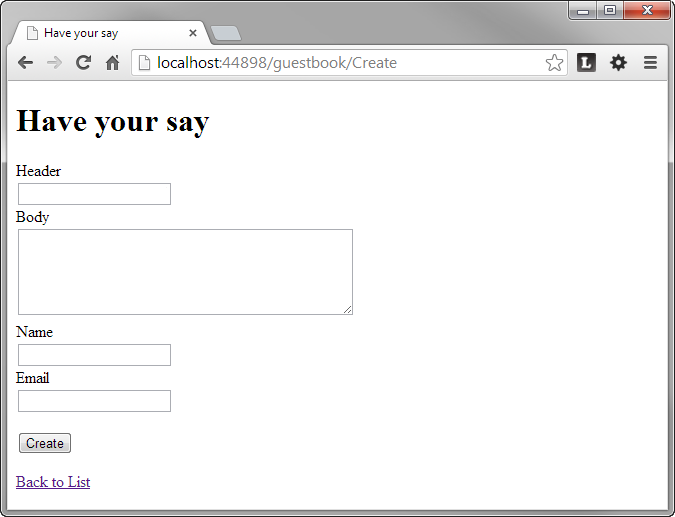 Have your say
localhost:44898/guestbook/Create
L
Have your say
Header
Body
Name
Email
Create
Back to List